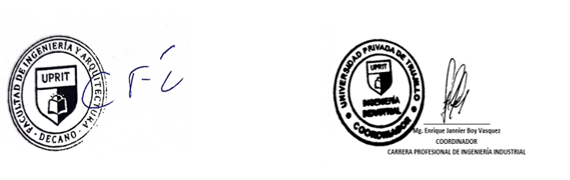 FACULTAD DE INGENIERÍA Y ARQUITECTURA
UPRIT
- DECANO -
UNIVERSIDAD PRIVADA DE TRUJILLO
UPRIT
INGENIERÍA
INDUSTRIAL
COORDINADOR
Mg. Enrique Jannier Boy Vasquez
COORDINADOR
CARRERA PROFESIONAL DE INGENIERÍA INDUSTRIAL